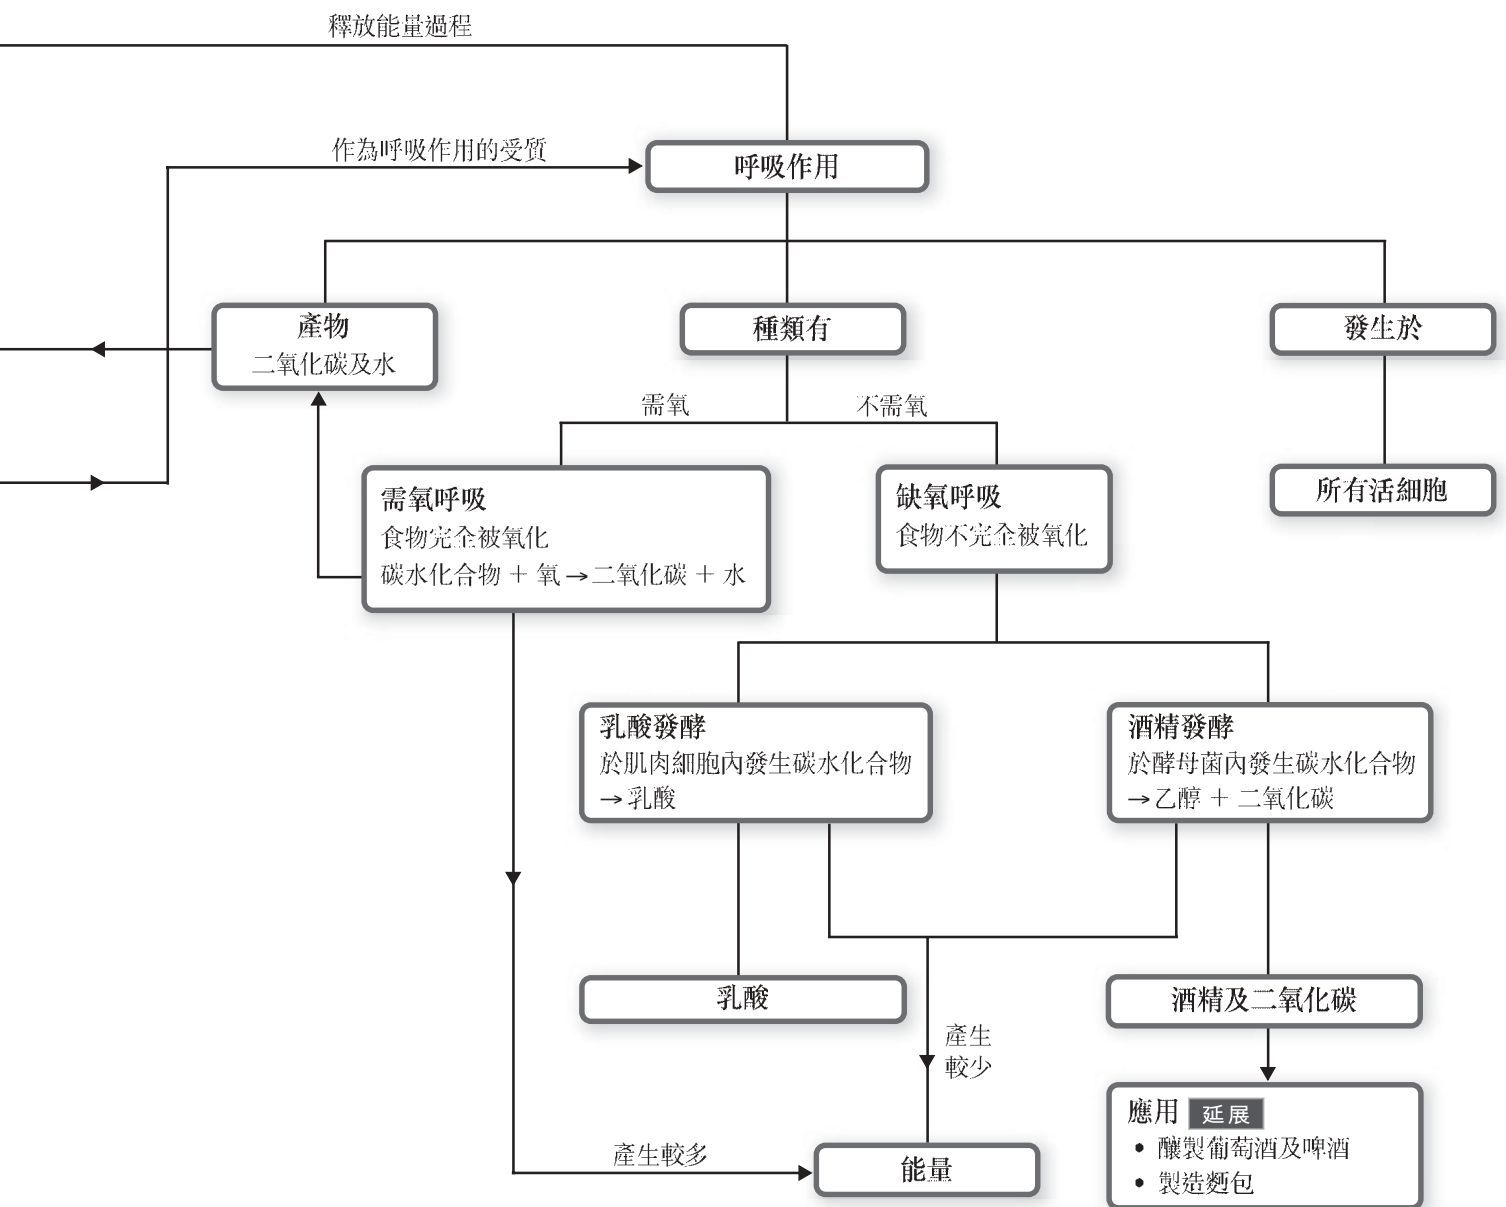 釋放能量過程
作為呼吸作用的受質
呼吸作用
產物
二氧化碳及水
種類有
發生於
需氧
不需氧
需氧呼吸
食物完全被氧化
碳水化合物 + 氧→二氧化碳 + 水
缺氧呼吸
食物不完全被氧化
所有活細胞
乳酸發酵
於肌肉細胞內發生碳水化合物
→乳酸
酒精發酵
於酵母菌內發生碳水化合物
→乙醇 + 二氧化碳
乳酸
酒精及二氧化碳
產生
較少
產生較多
能量
應用 延展
• 釀製葡萄酒及啤酒
• 製造麵包